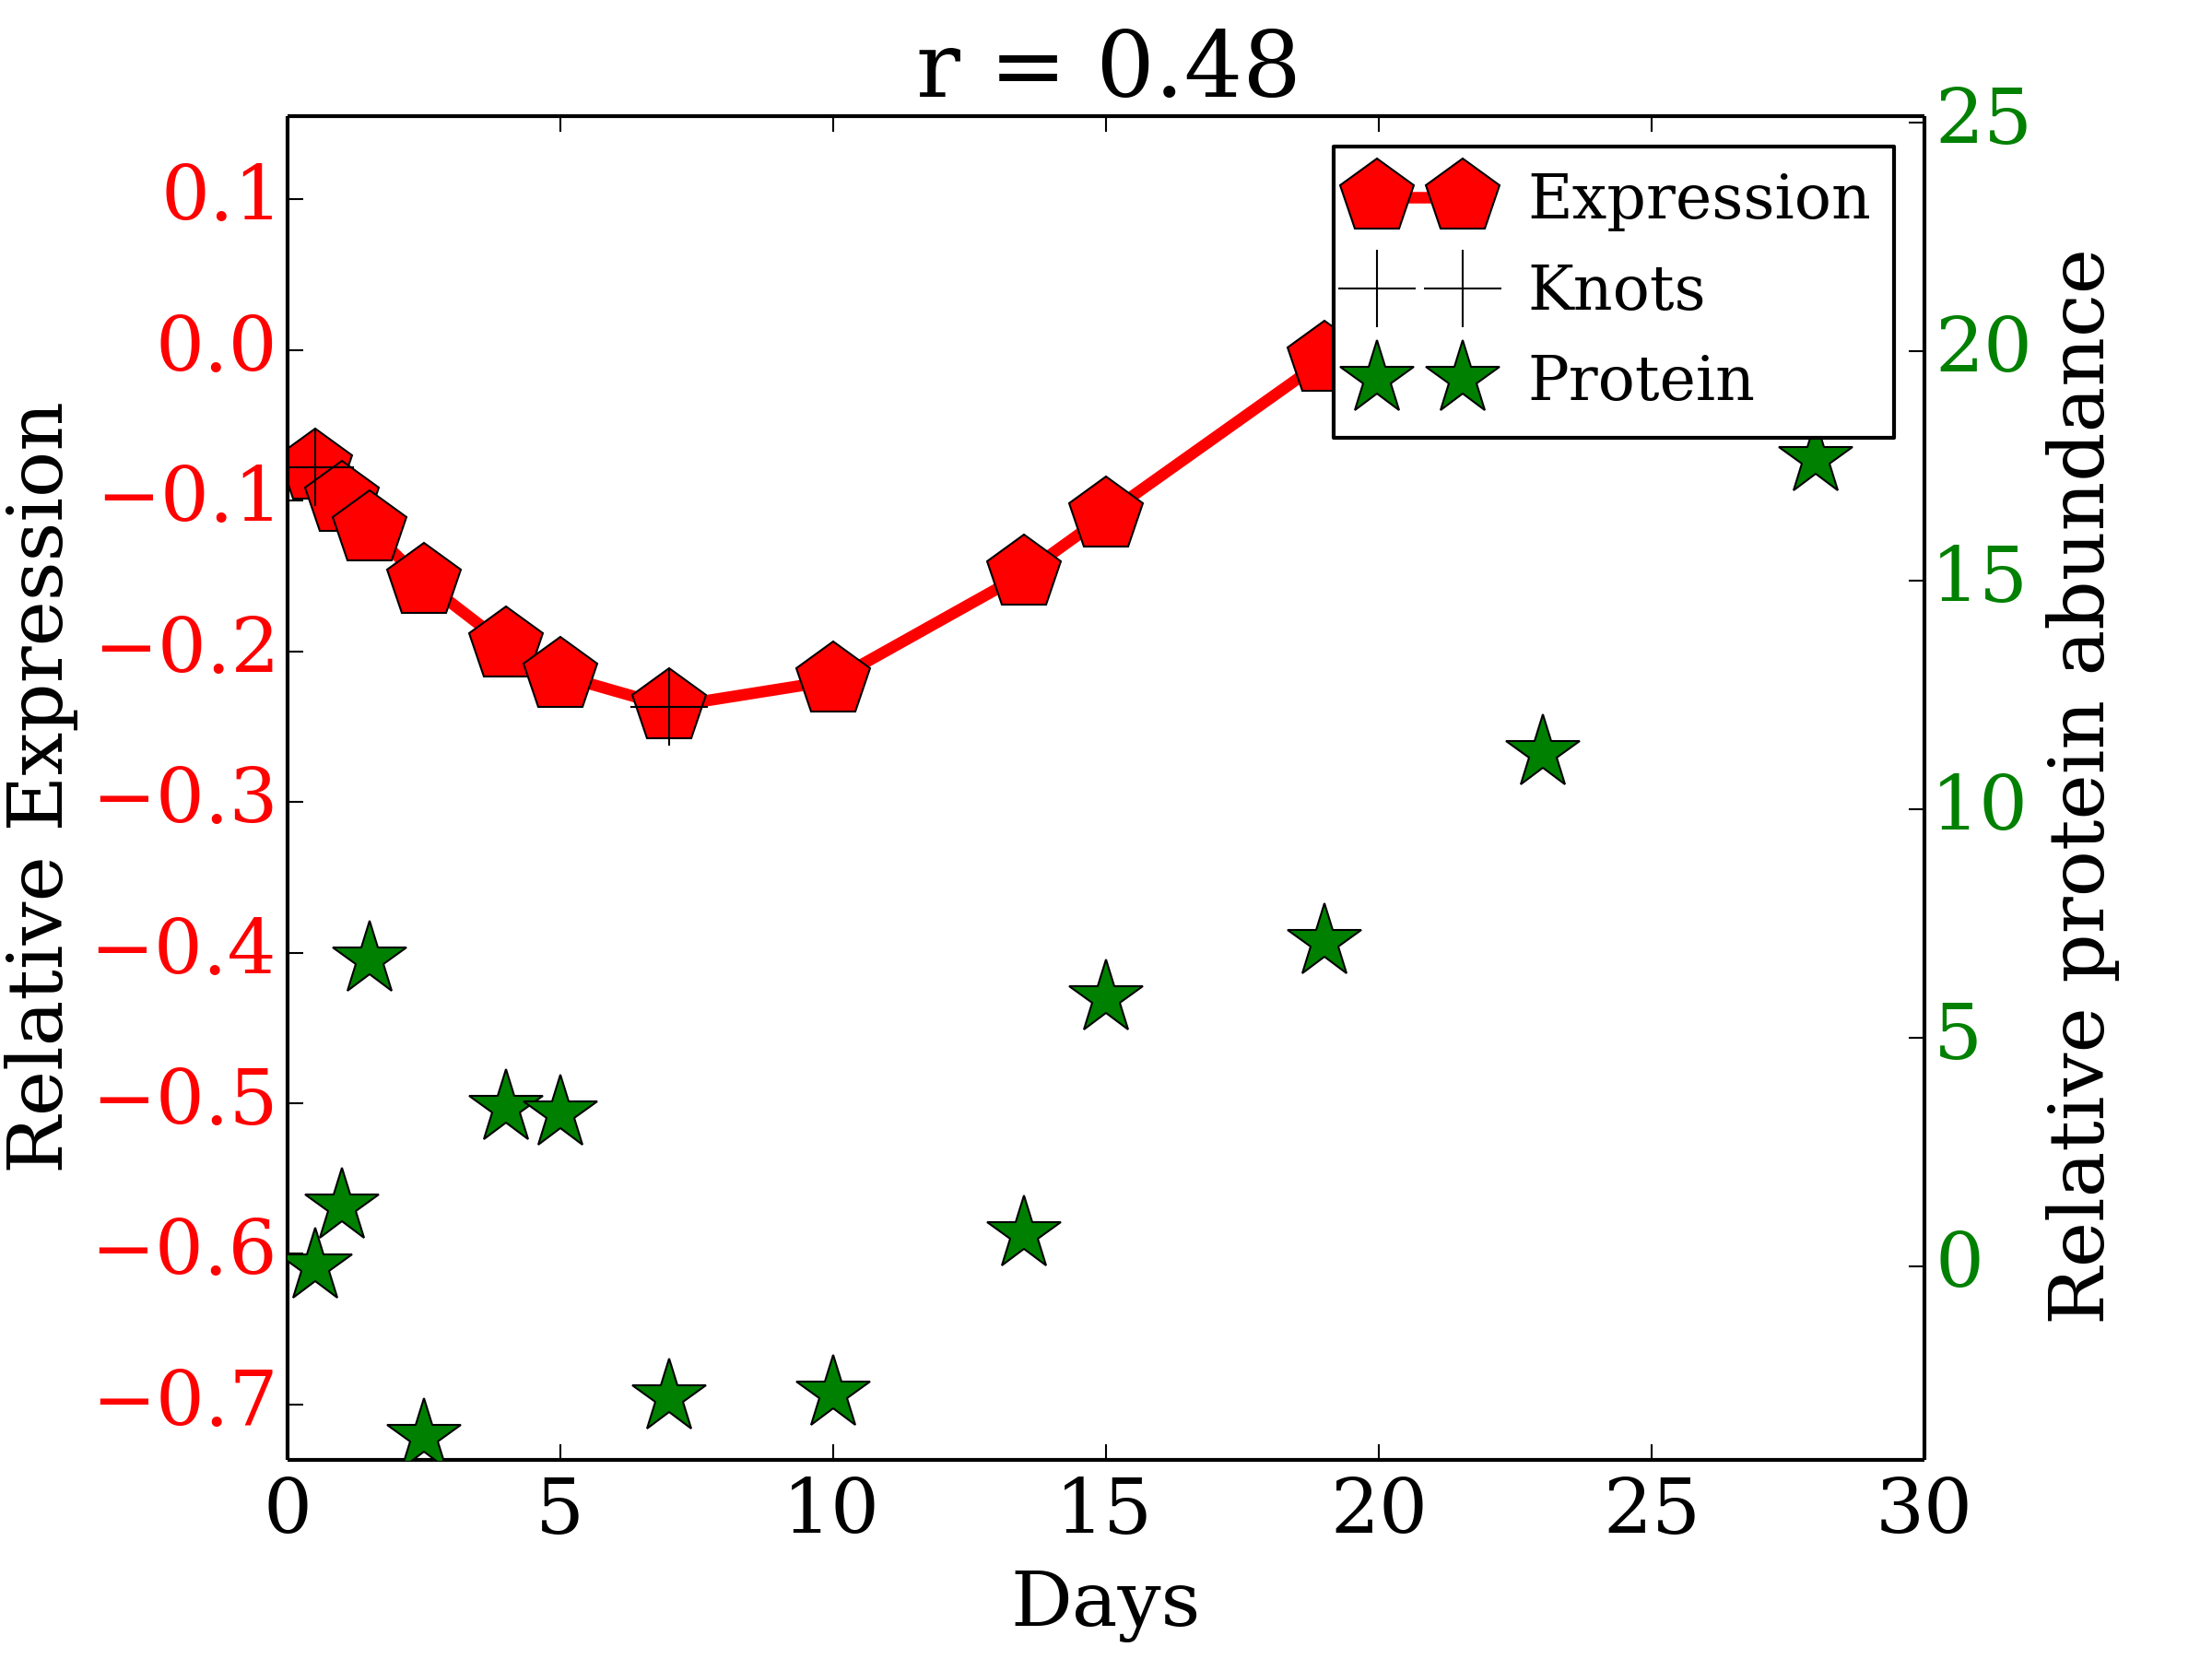 r = 0.48
0.1
0.0
−0.1
−0.2
−0.3
−0.4
−0.5
−0.6
−0.7
Relative Expression
Expression
Knots
Protein
25
20
15
10
5
0
Relative protein abundance
0 5 10 15 20 25 30
Days